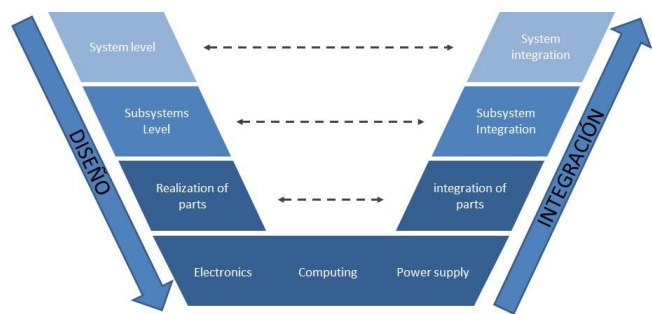 System level
System
integration
Subsystems
Level
Subsystem
Integration
DISEÑO
INTEGRACIÓN
Realization of
parts
integration of
parts
Electronics
Computing
Power supply